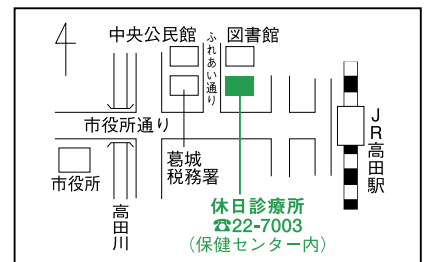 中央公民館
ふれあい通り
図書館
市役所通り
JR高田駅
市役所
高田川
葛城
税務署
休日診療所
☎22-7003
（保健センター内）